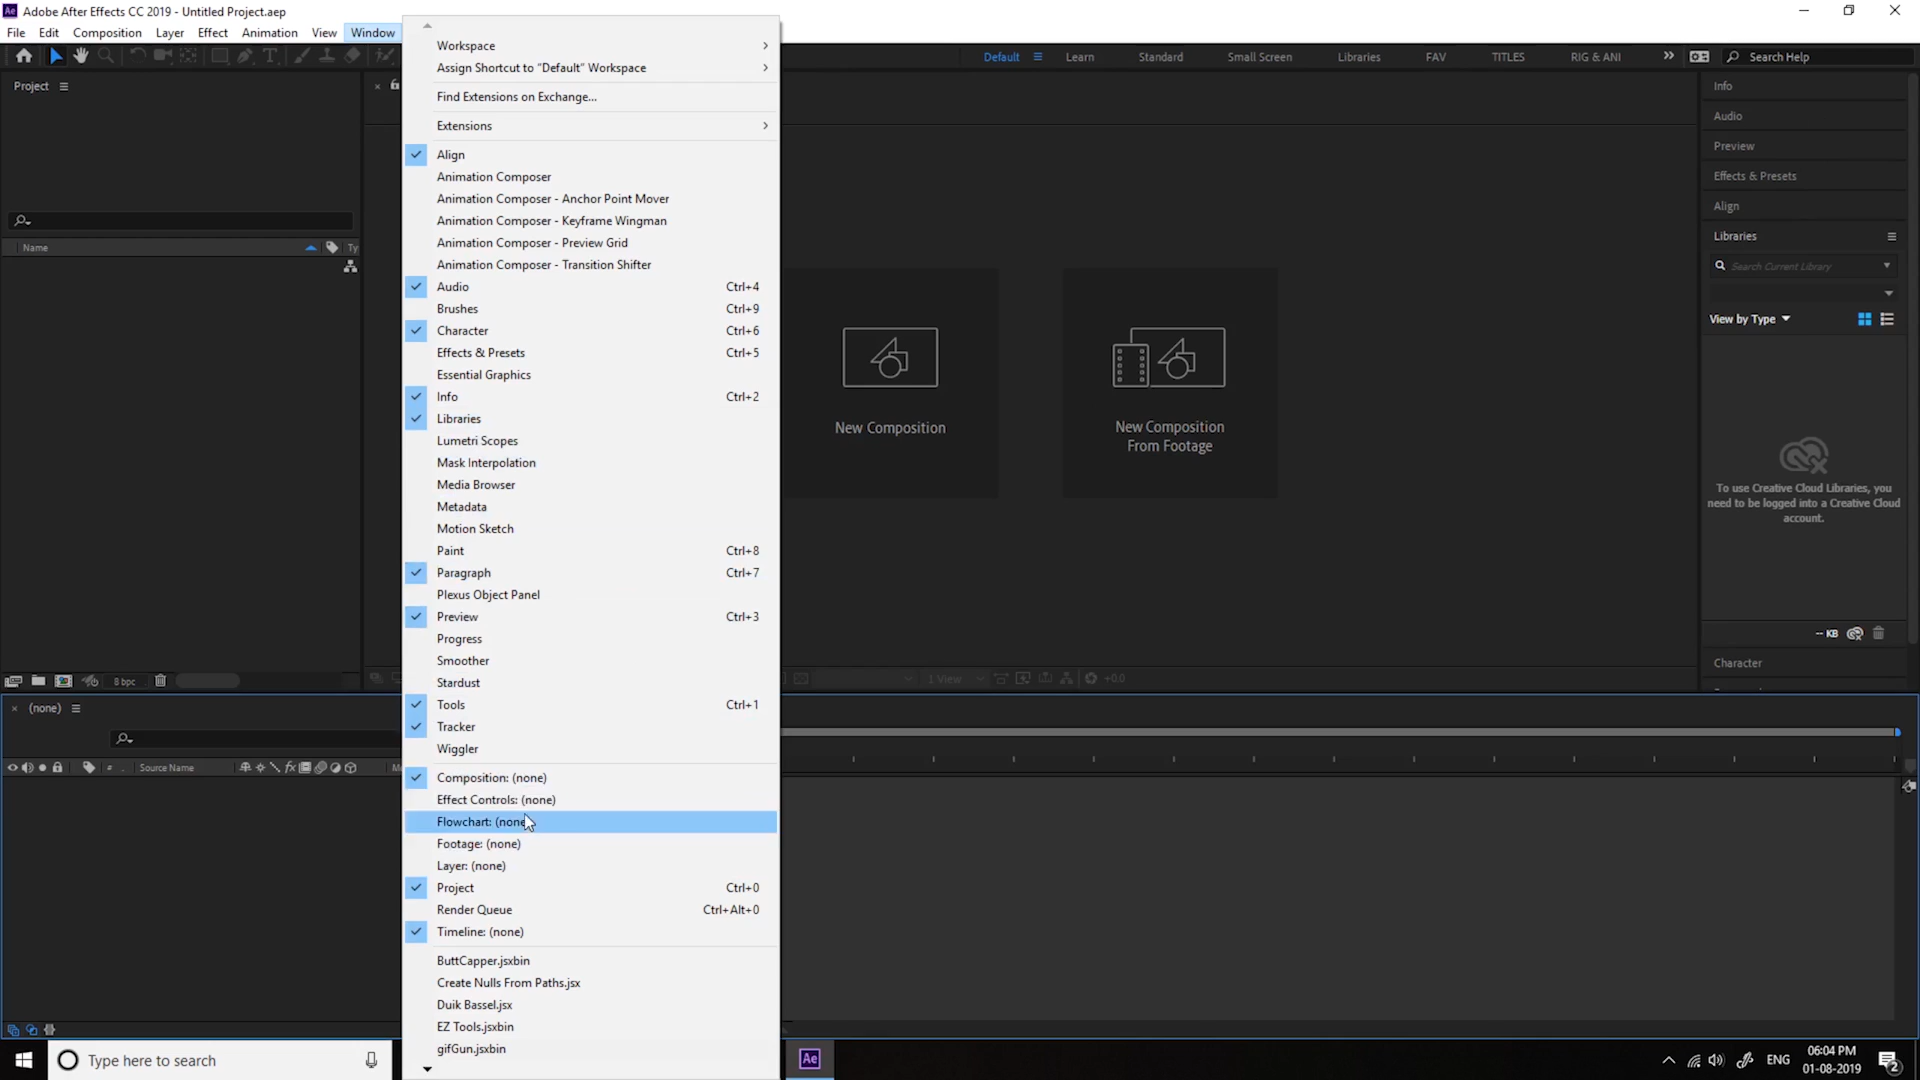 Ae Adobe After Effects CC 2019 - Untitled Project.aep
File Edit Composition Layer Effect Animation View Window
Default Learn Standard Small Screen Libraries FAV TITLES RIG & ANI Search Help
Project
Name Ty
8 bpc
Workspace
Assign Shortcut to "Default" Workspace
Find Extensions on Exchange...
Extensions
Align
Animation Composer
Animation Composer - Anchor Point Mover
Animation Composer - Keyframe Wingman
Animation Composer - Preview Grid
Animation Composer - Transition Shifter
Audio Ctrl+4
Brushes Ctrl+9
Character Ctrl+6
Effects & Presets Ctrl+5
Essential Graphics
Info Ctrl+2
Libraries
Lumetri Scopes
Mask Interpolation
Media Browser
Metadata
Motion Sketch
Paint Ctrl+8
Paragraph Ctrl+7
Plexus Object Panel
Preview Ctrl+3
Progress
Smoother
Stardust
Tools Ctrl+1
Tracker
Wiggler
Composition: (none)
Effect Controls: (none)
Flowchart: (none
Footage: (none)
Layer: (none)
Project Ctrl+0
Render Queue Ctrl+Alt+0
Timeline: (none)
ButtCapper.jsxbin
Create Nulls From Paths.jsx
Duik Bassel.jsx
EZ Tools.jsxbin
gifGun.jsxbin
New Composition
New Composition
From Footage
1 View +0.0
Info
Audio
Preview
Effects & Presets
Align
Libraries
Search Current Library
View by Type
To use Creative Cloud Libraries, you
need to be logged into a Creative Cloud
account.
-- KB
Character
(none)
# Source Name fx
Type here to search
Ae
ENG
06:04 PM
01-08-2019
2